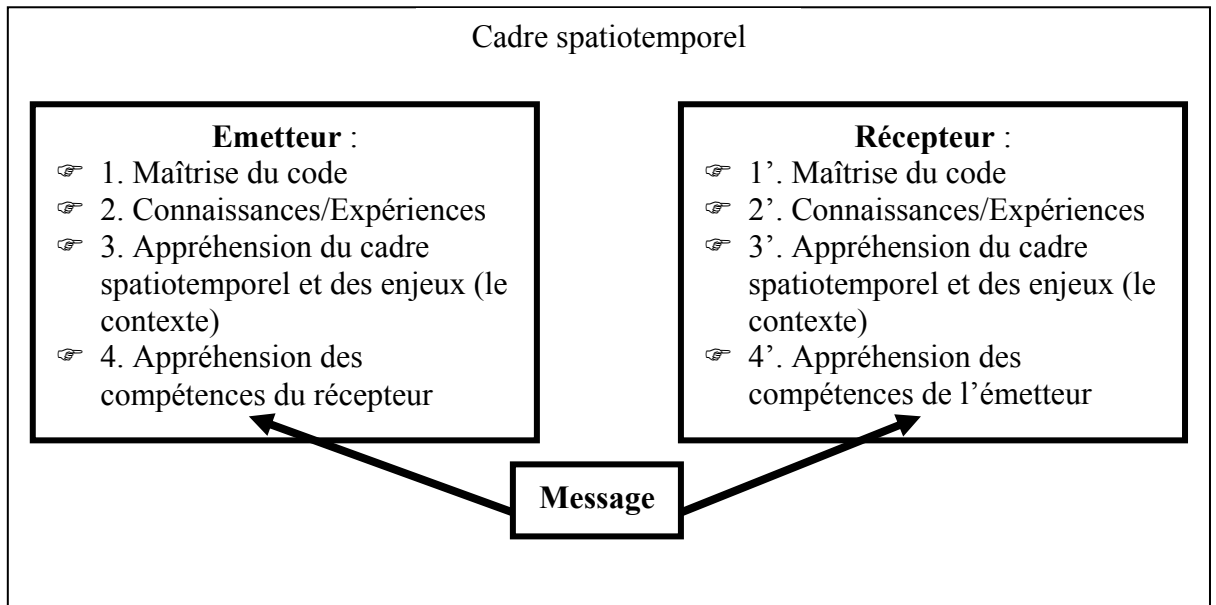 Cadre spatiotemporel
Emetteur :
☞ 1. Maîtrise du code
☞ 2. Connaissances/Expériences
☞ 3. Appréhension du cadre
spatiotemporel et des enjeux (le
contexte)
☞ 4. Appréhension des
compétences du récepteur
Récepteur :
☞ 1’. Maîtrise du code
☞ 2’. Connaissances/Expériences
☞ 3’. Appréhension du cadre
spatiotemporel et des enjeux (le
contexte)
☞ 4’. Appréhension des
compétences de l’émetteur
Message